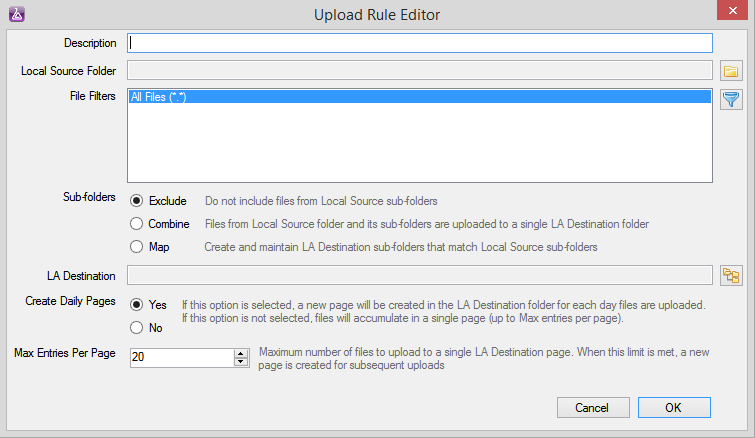 Upload Rule Editor
Description
Local Source Folder
File Filters
All Files (*.*)
Sub-folders
Exclude Do not include files from Local Source sub-folders
Combine Files from Local Source folder and its sub-folders are uploaded to a single LA Destination folder
Map Create and maintain LA Destination sub-folders that match Local Source sub-folders
LA Destination
Create Daily Pages
Yes If this option is selected, a new page will be created in the LA Destination folder for each day files are uploaded.
If this option is not selected, files will accumulate in a single page (up to Max entries per page).
No
Max Entries Per Page 20 Maximum number of files to upload to a single LA Destination page. When this limit is met, a new
page is created for subsequent uploads
Cancel OK